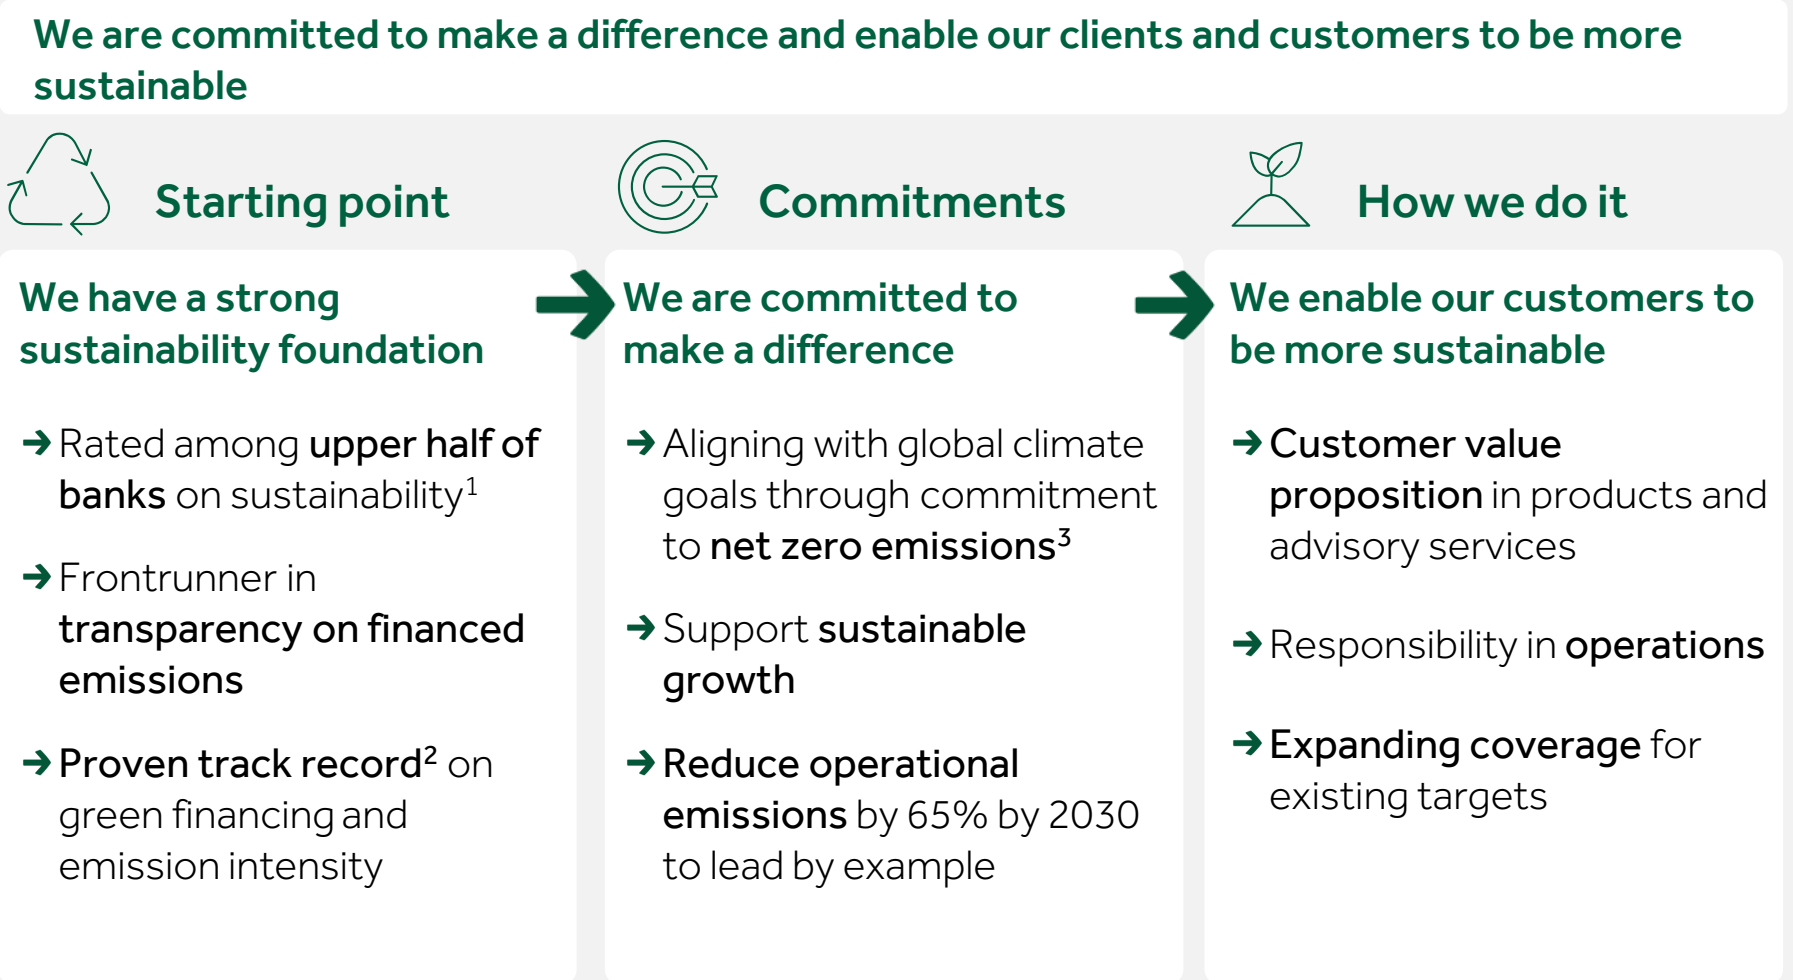 We are committed to make a difference and enable our clients and customers to be more
sustainable
Starting point
We have a strong
sustainability foundation
Rated among upper half of
banks on sustainability¹
Frontrunner in
transparency on financed
emissions
Proven track record² on
green financing and
emission intensity
Commitments
We are committed to
make a difference
Aligning with global climate
goals through commitment
to net zero emissions³
Support sustainable
growth
Reduce operational
emissions by 65% by 2030
to lead by example
How we do it
We enable our customers to
be more sustainable
Customer value
proposition in products and
advisory services
Responsibility in operations
Expanding coverage for
existing targets